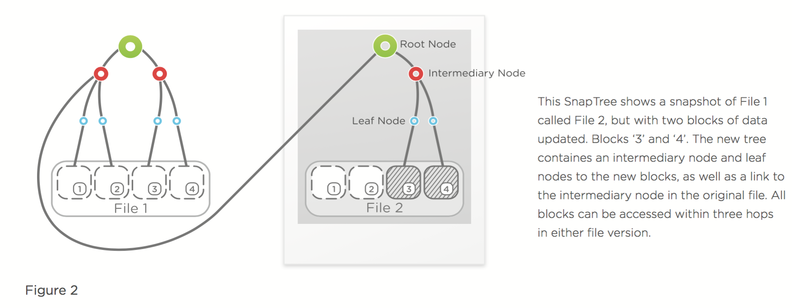 Root Node
Intermediary Node
Leaf Node
1 2 3 4
File 1
1 2 3 4
File 2
This SnapTree shows a snapshot of File 1
called File 2, but with two blocks of data
updated. Blocks ‘3’ and ‘4’. The new tree
containes an intermediary node and leaf
nodes to the new blocks, as well as a link to
the intermediary node in the original file. All
blocks can be accessed within three hops
in either file version.
Figure 2